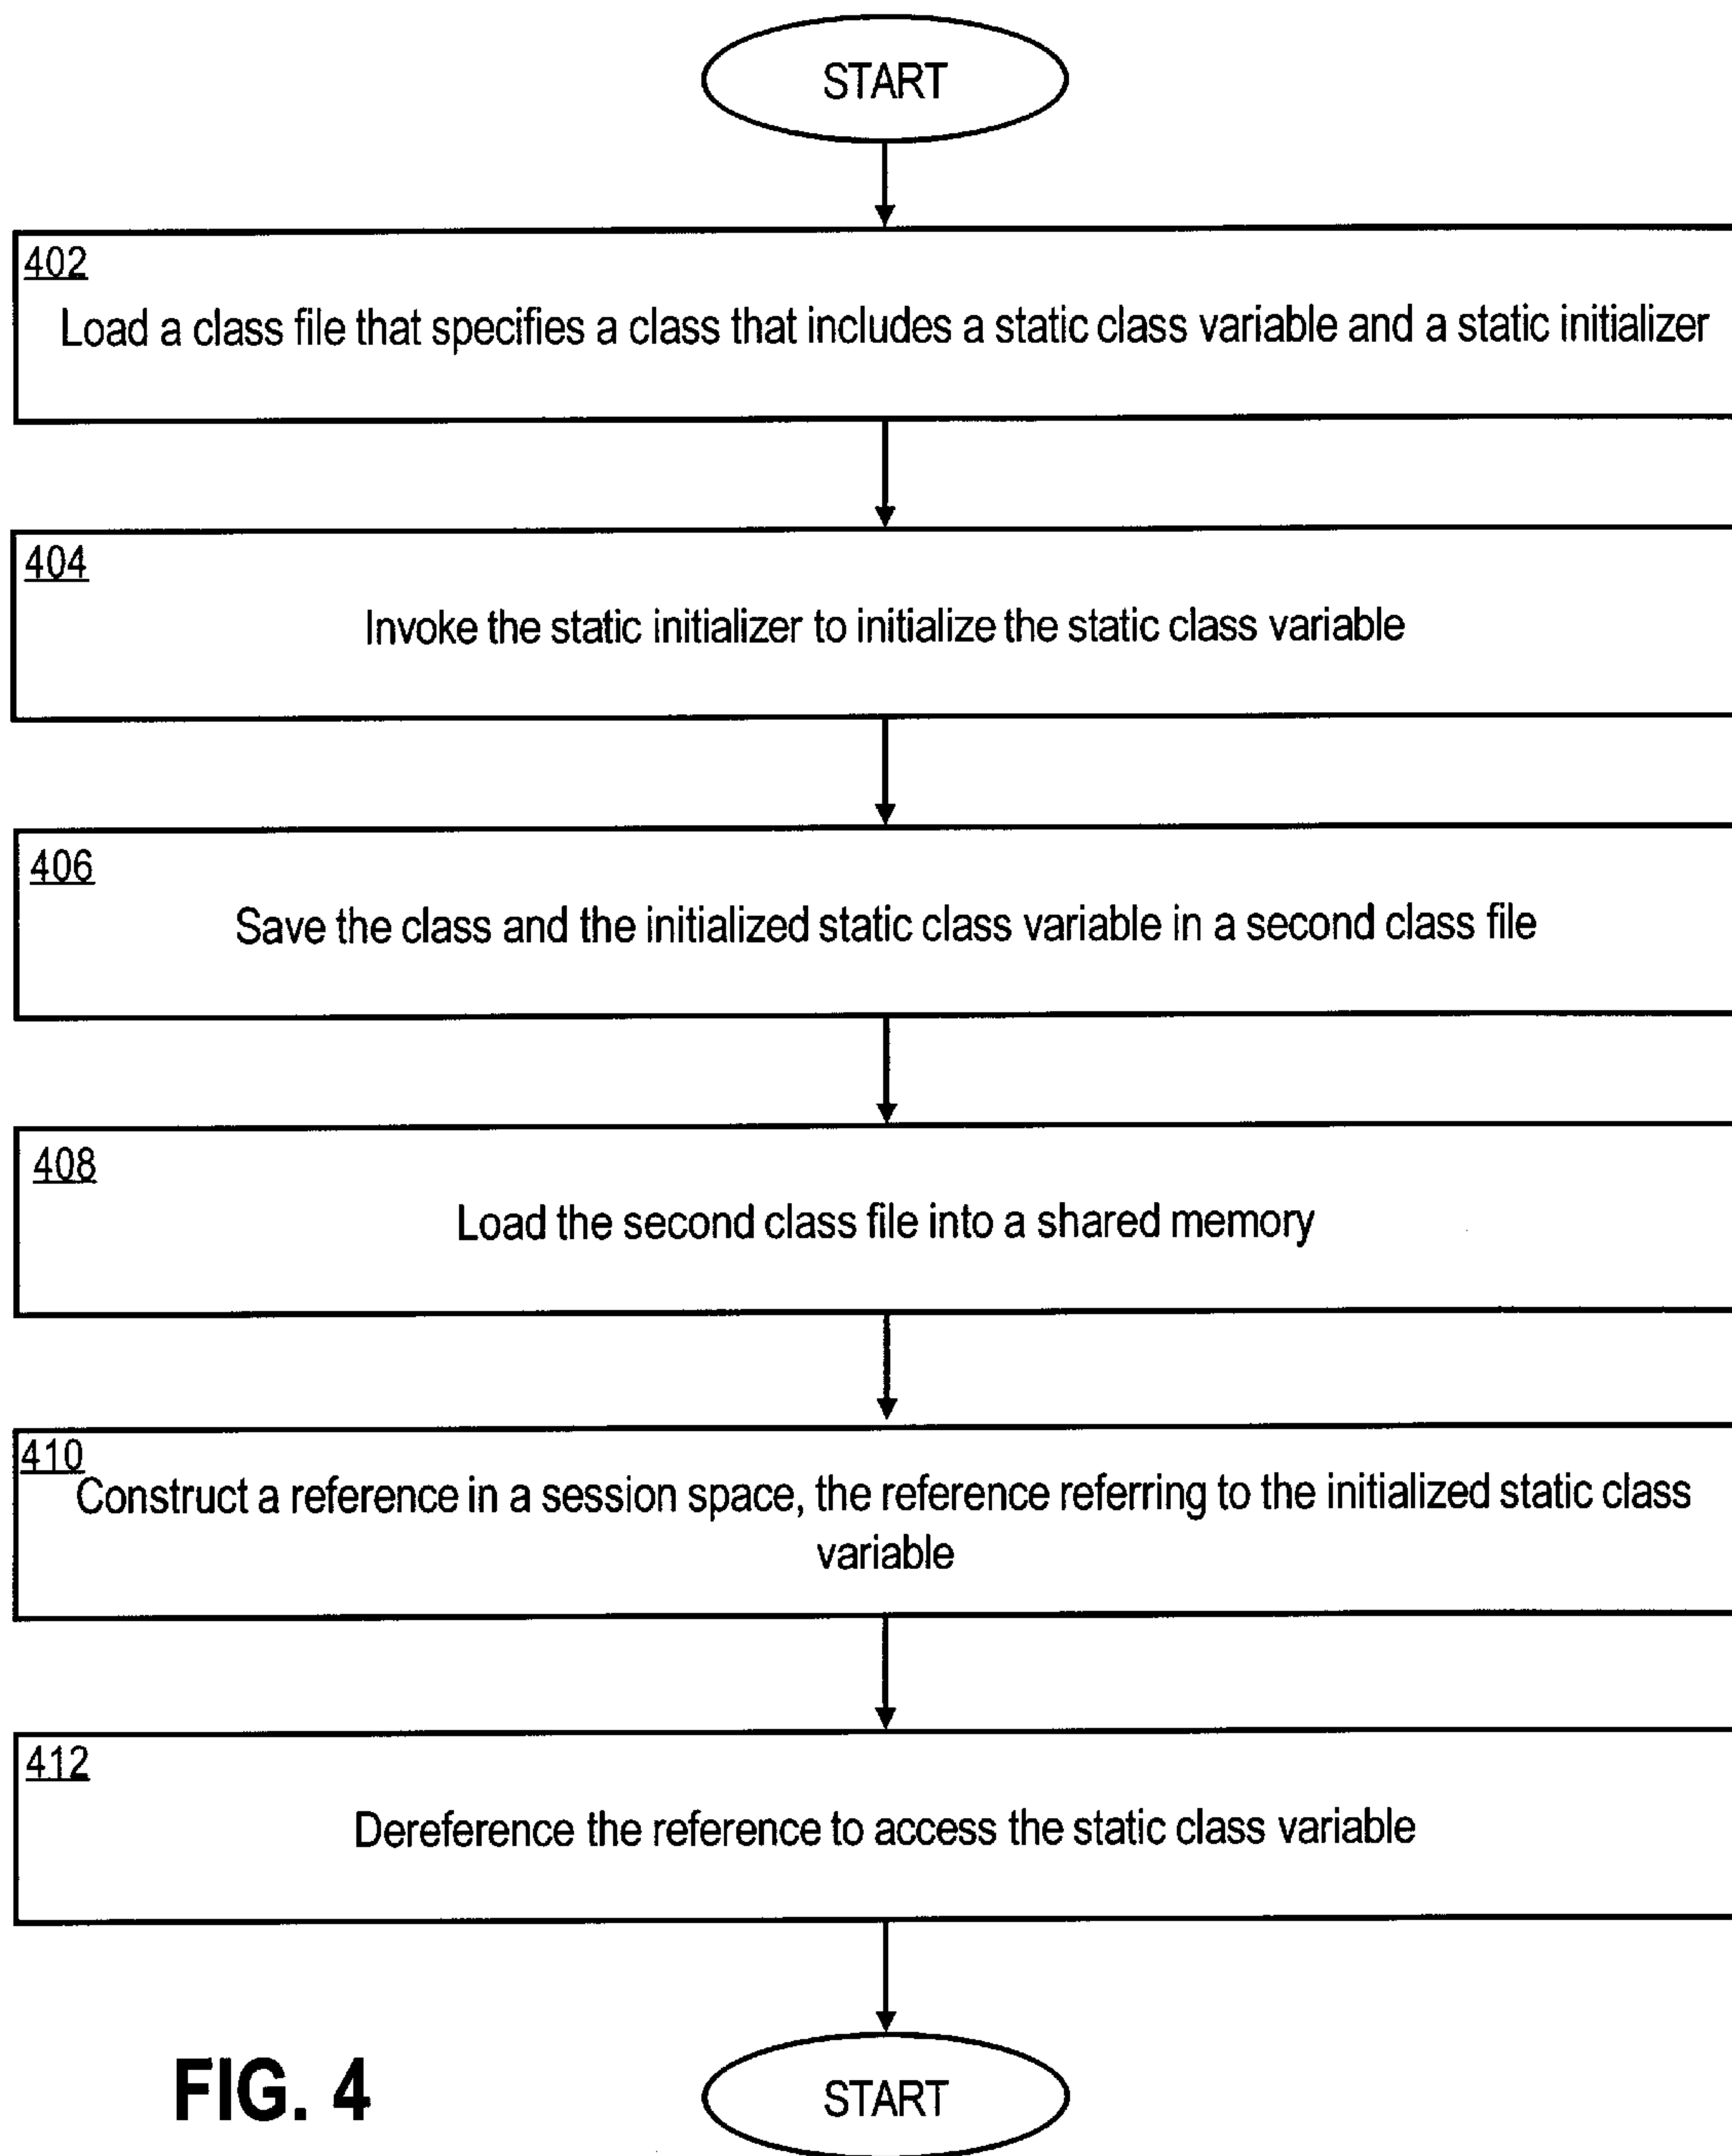 START
402
Load a class file that specifies a class that includes a static class variable and a static initializer
404
Invoke the static initializer to initialize the static class variable
406
Save the class and the initialized static class variable in a second class file
408
Load the second class file into a shared memory
410
Construct a reference in a session space, the reference referring to the initialized static class
variable
412
Dereference the reference to access the static class variable
START
FIG. 4